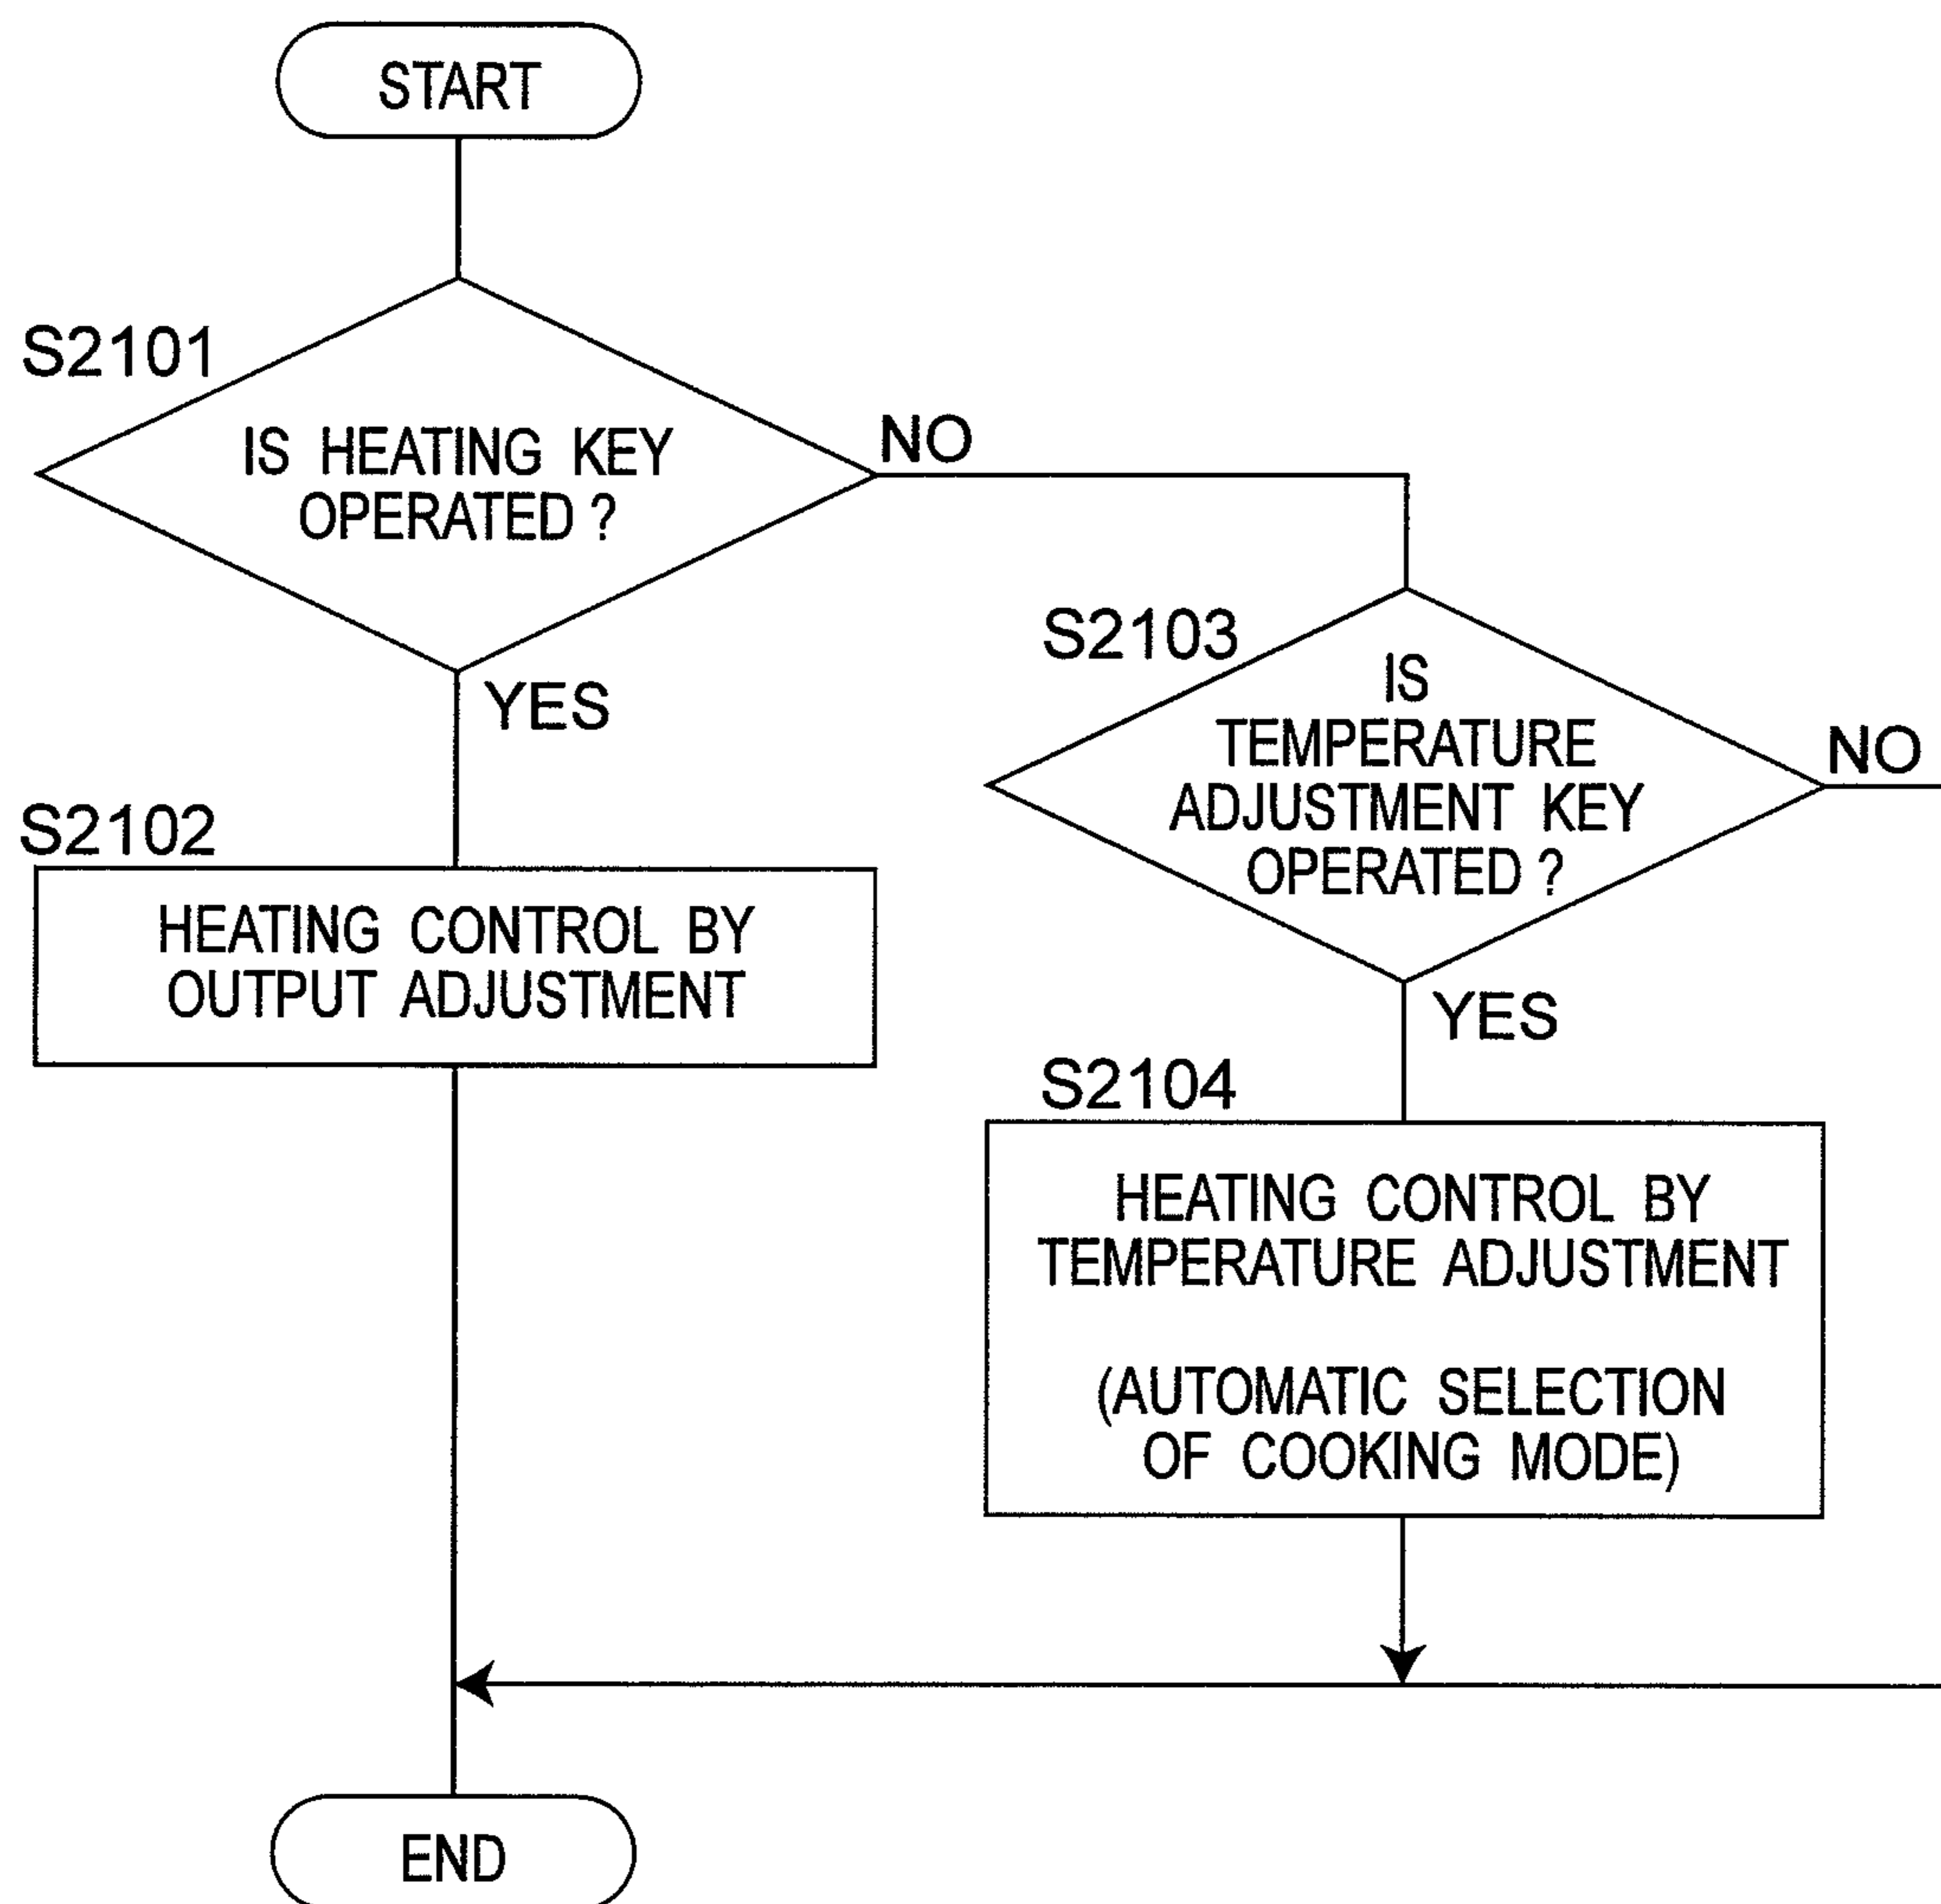 START
S2101
IS HEATING KEY
OPERATED ?
NO
YES
S2102
HEATING CONTROL BY
OUTPUT ADJUSTMENT
S2103
IS
TEMPERATURE
ADJUSTMENT KEY
OPERATED ?
NO
YES
S2104
HEATING CONTROL BY
TEMPERATURE ADJUSTMENT
(AUTOMATIC SELECTION
OF COOKING MODE)
END